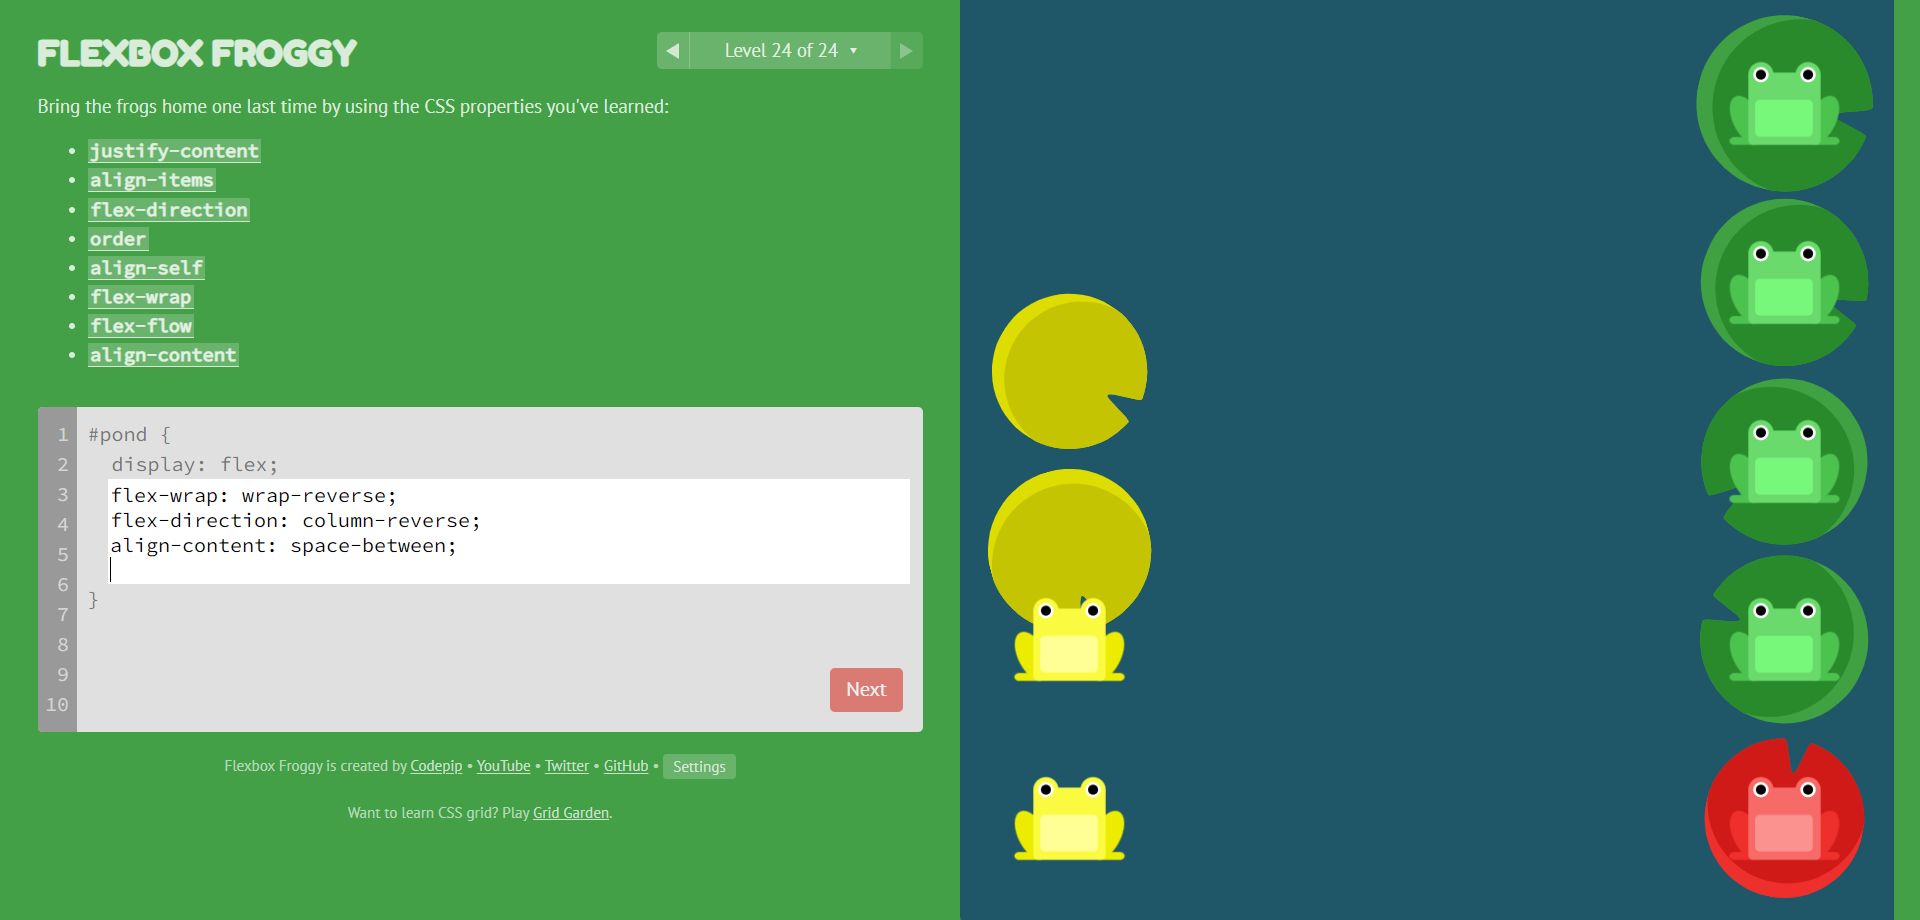 FLEXBOX FROGGY
Level 24 of 24
Bring the frogs home one last time by using the CSS properties you've learned:
justify-content
align-items
flex-direction
order
align-self
flex-wrap
flex-flow
align-content
1 #pond {
2 display: flex;
3 flex-wrap: wrap-reverse;
4 flex-direction: column-reverse;
5 align-content: space-between;
6
7 }
8
9
10
Next
Flexbox Froggy is created by Codepip • YouTube • Twitter • GitHub • Settings
Want to learn CSS grid? Play Grid Garden.